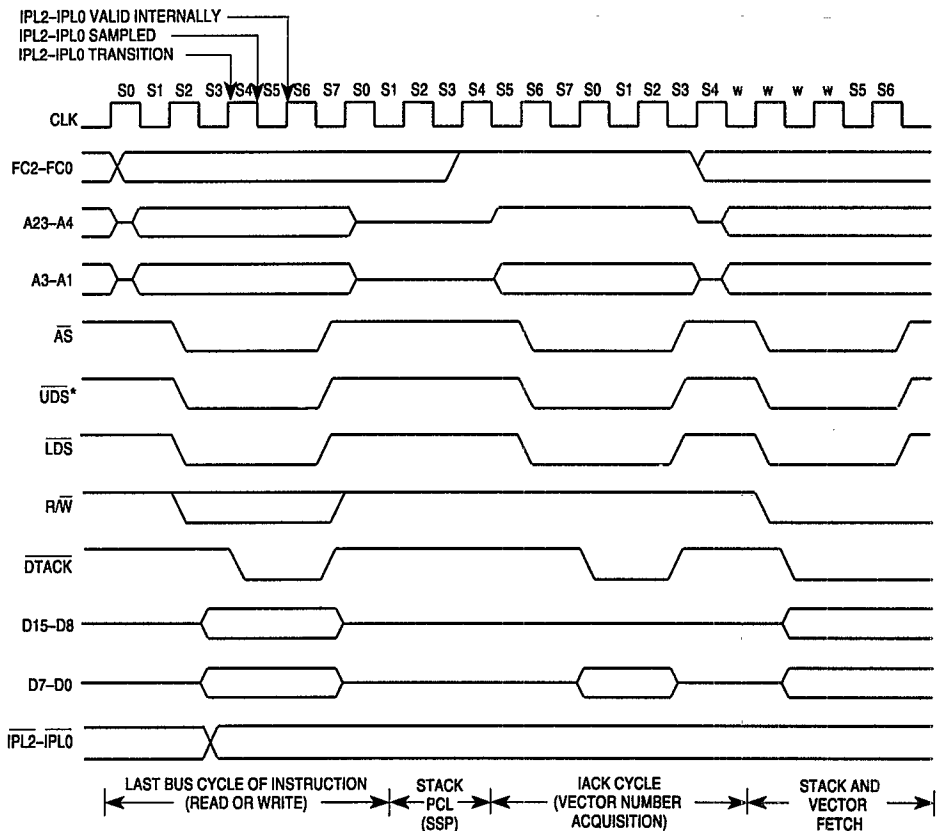 IPL2–IPL0 VALID INTERNALLY
IPL2–IPL0 SAMPLED
IPL2–IPL0 TRANSITION
S0 S1 S2 S3 S4 S5 S6 S7 S0 S1 S2 S3 S4 S5 S6 S7 S0 S1 S2 S3 S4 w w w w S5 S6
CLK
FC2–FC0
A23–A4
A3–A1
AS
UDS*
LDS
R/W
DTACK
D15–D8
D7–D0
IPL2–IPL0
LAST BUS CYCLE OF INSTRUCTION
(READ OR WRITE)
STACK
PCL
(SSP)
IACK CYCLE
(VECTOR NUMBER
ACQUISITION)
STACK AND
VECTOR
FETCH